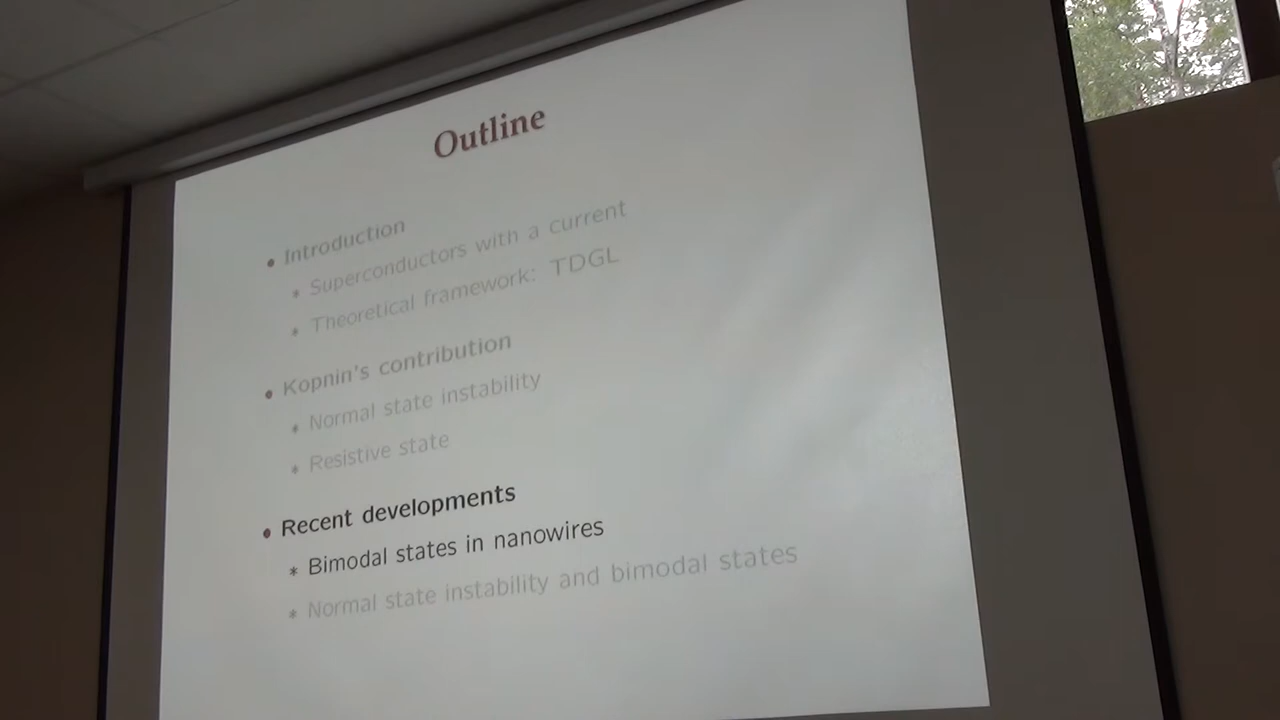 Outline
• Introduction
* Superconductors with a current
* Theoretical framework: TDGL
• Kopnin's contribution
* Normal state instability
* Resistive state
• Recent developments
* Bimodal states in nanowires
* Normal state instability and bimodal states